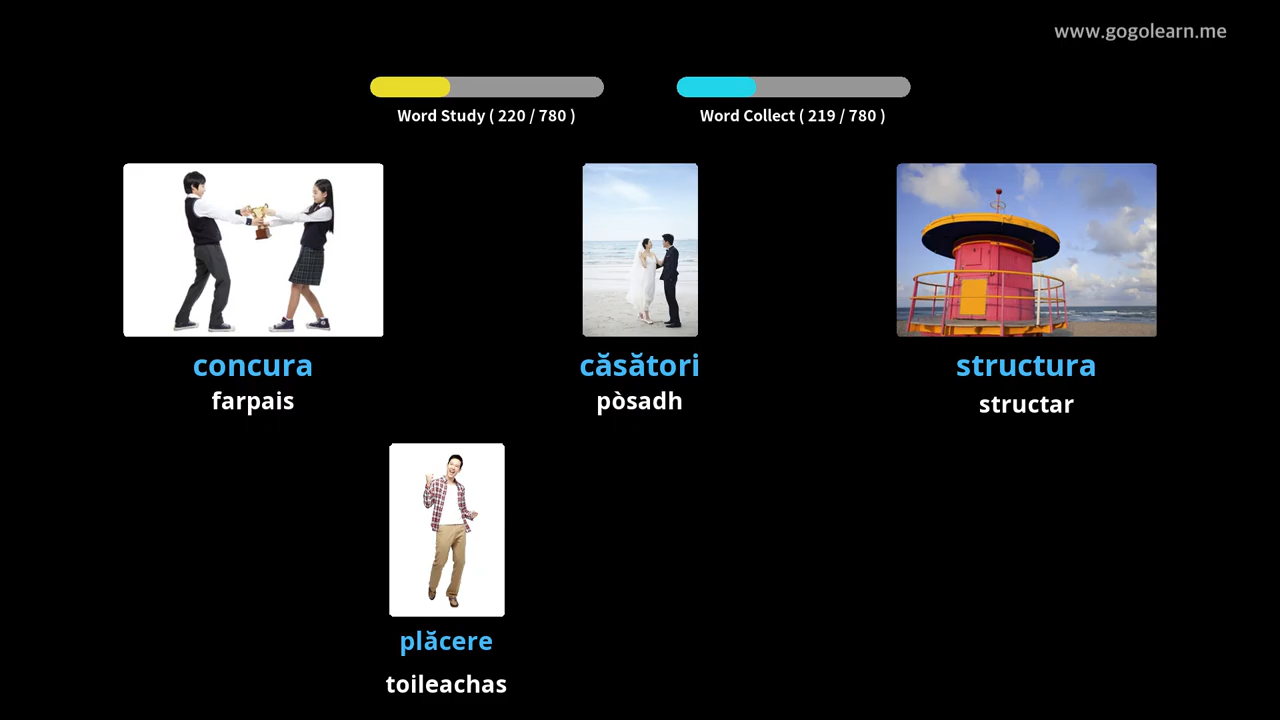 www.gogolearn.me
Word Study ( 220 / 780 )
Word Collect ( 219 / 780 )
concura
farpais
căsători
pòsadh
structura
structar
plăcere
toileachas